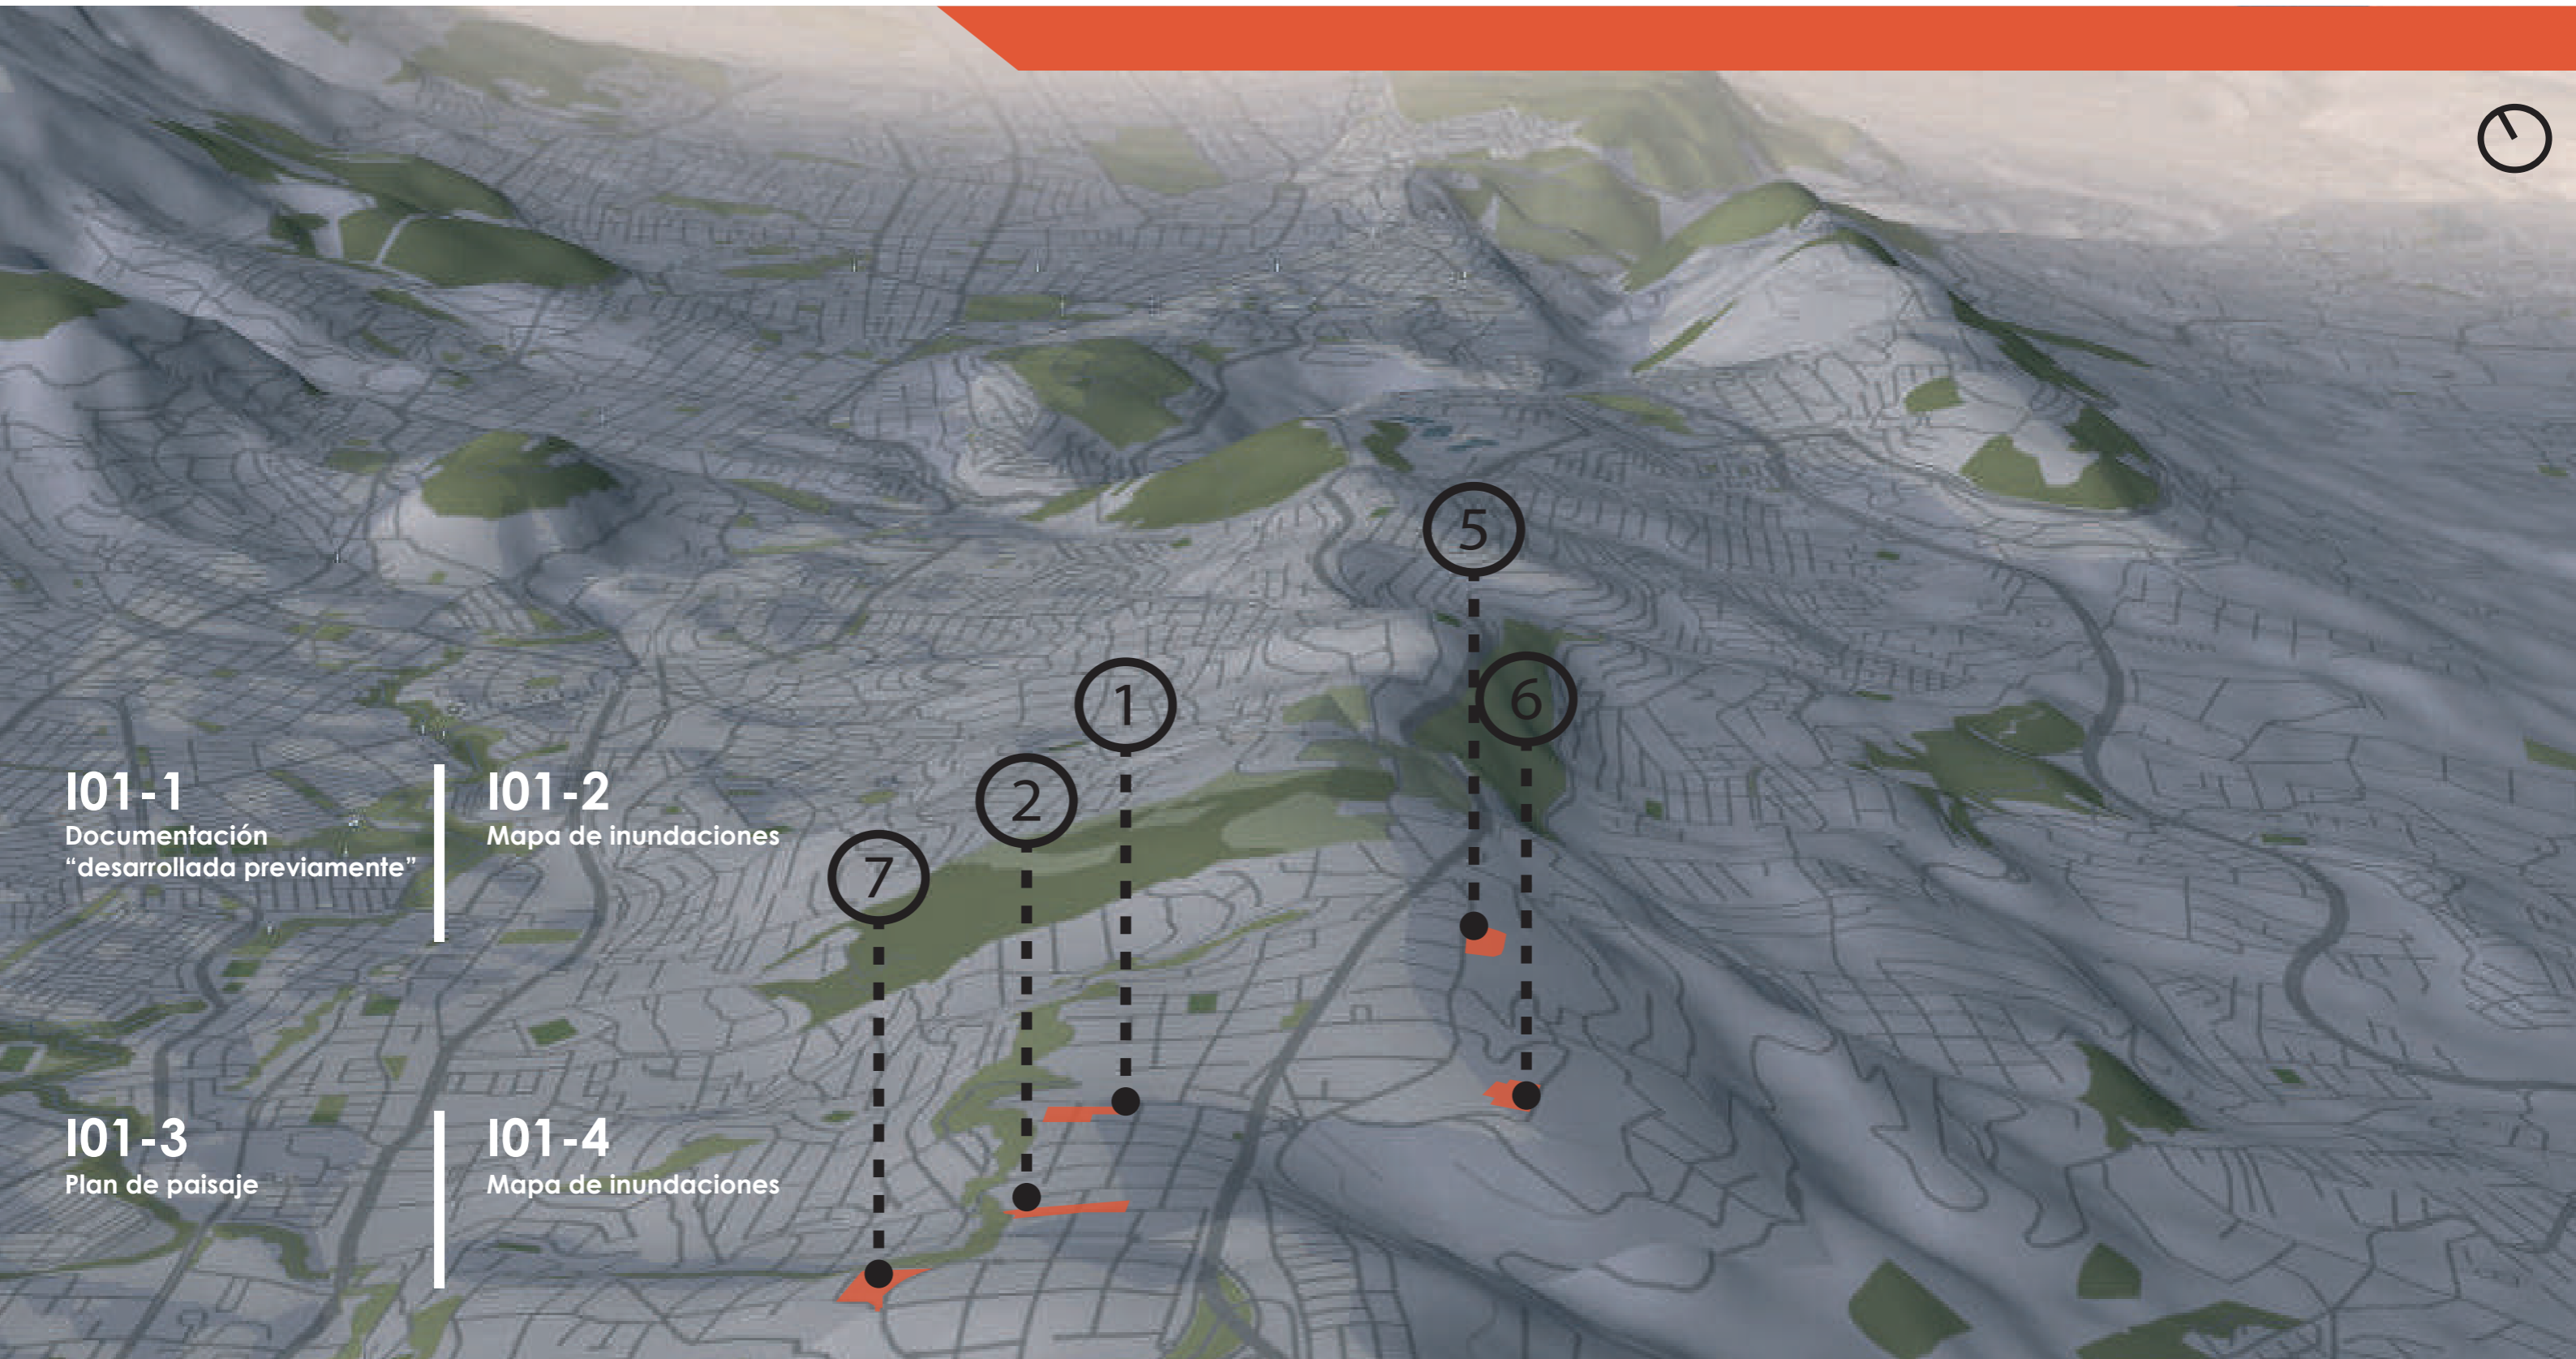 5
6
1
2
7
I01-1
Documentación
“desarrollada previamente”
I01-2
Mapa de inundaciones
I01-3
Plan de paisaje
I01-4
Mapa de inundaciones